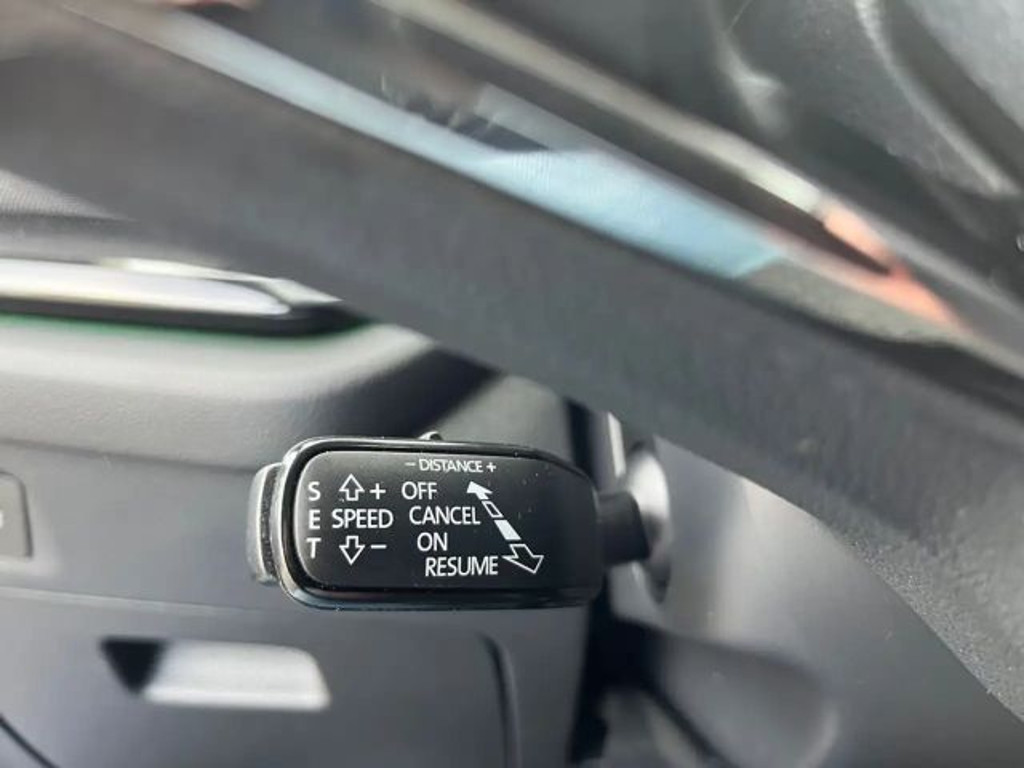 − DISTANCE +
S + OFF
E SPEED CANCEL
T − ON
RESUME